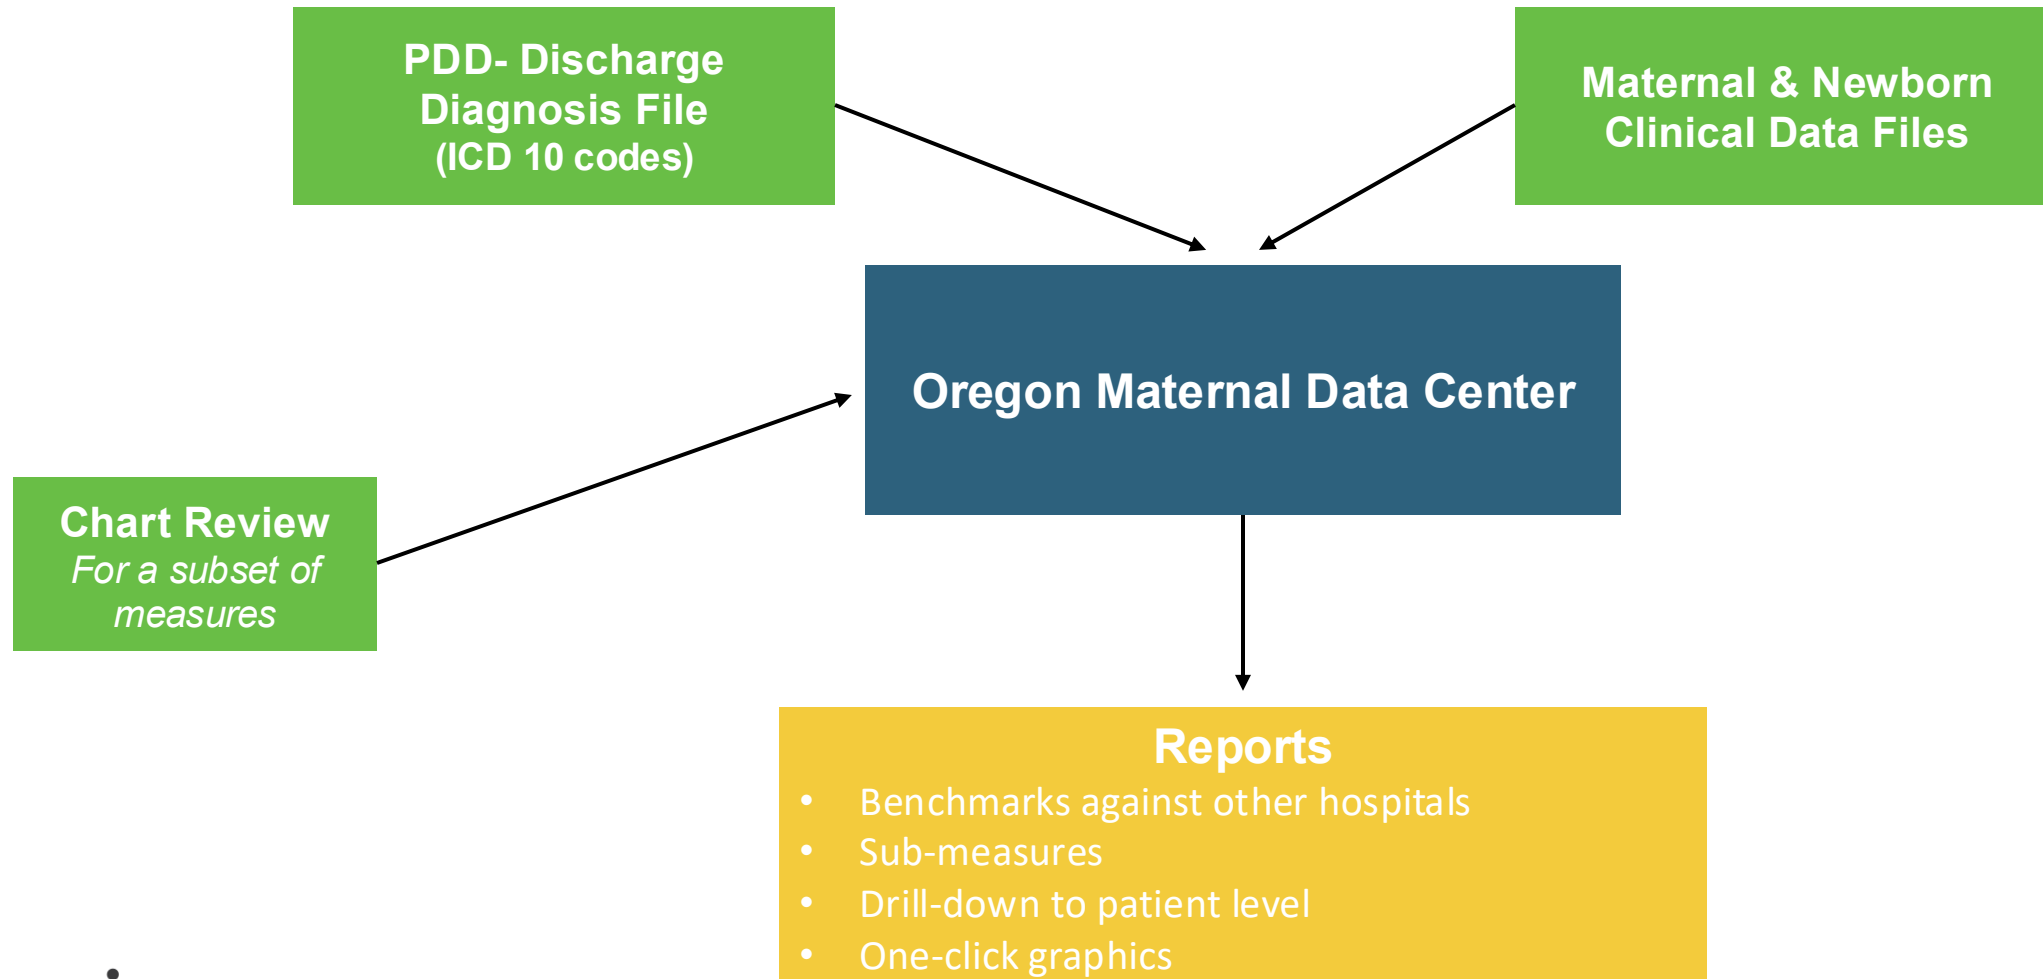 PDD- Discharge
Diagnosis File
(ICD 10 codes)
Maternal & Newborn
Clinical Data Files
Oregon Maternal Data Center
Chart Review
For a subset of
measures
Reports
• Benchmarks against other hospitals
• Sub-measures
• Drill-down to patient level
• One-click graphics